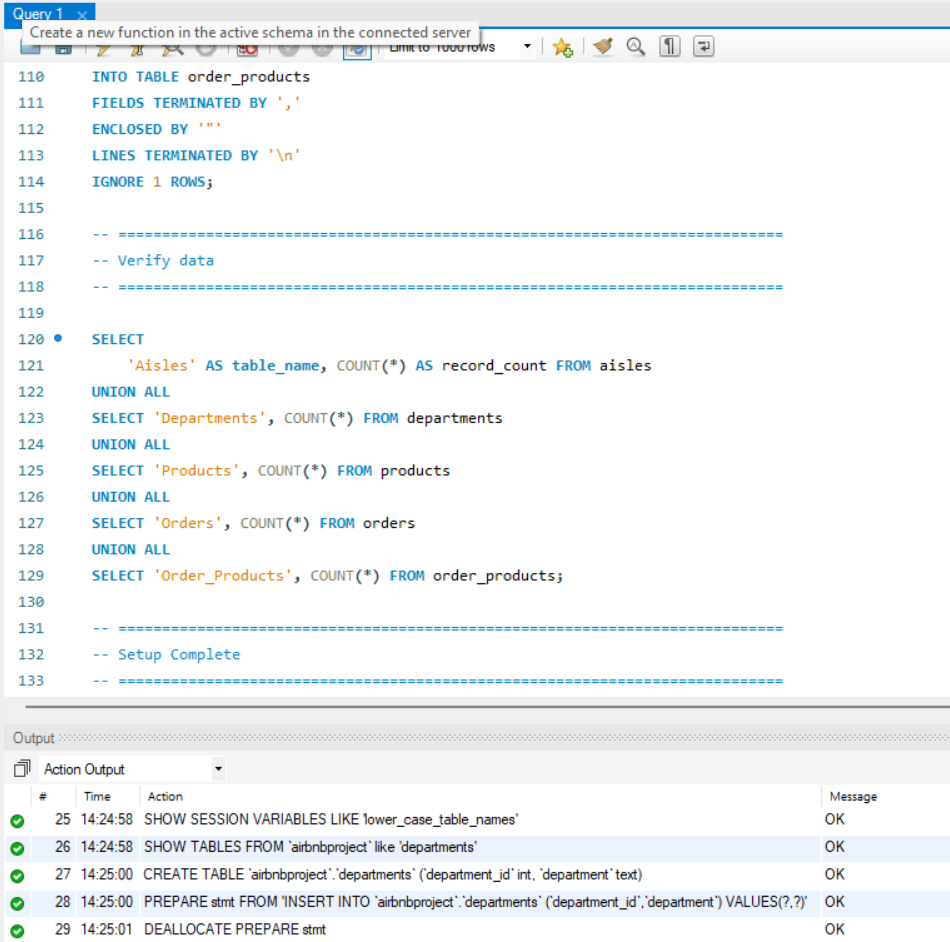 Query 1 ×
Create a new function in the active schema in the connected server
Limit to 1000 rows
110 INTO TABLE order_products
111 FIELDS TERMINATED BY ','
112 ENCLOSED BY '"'
113 LINES TERMINATED BY '\n'
114 IGNORE 1 ROWS;
115
116 -- ============================================================================
117 -- Verify data
118 -- ============================================================================
119
120 SELECT
121 'Aisles' AS table_name, COUNT(*) AS record_count FROM aisles
122 UNION ALL
123 SELECT 'Departments', COUNT(*) FROM departments
124 UNION ALL
125 SELECT 'Products', COUNT(*) FROM products
126 UNION ALL
127 SELECT 'Orders', COUNT(*) FROM orders
128 UNION ALL
129 SELECT 'Order_Products', COUNT(*) FROM order_products;
130
131 -- ============================================================================
132 -- Setup Complete
133 -- ============================================================================
Output
Action Output
# Time Action Message
25 14:24:58 SHOW SESSION VARIABLES LIKE 'lower_case_table_names' OK
26 14:24:58 SHOW TABLES FROM `airbnbproject` like 'departments' OK
27 14:25:00 CREATE TABLE `airbnbproject`.`departments` (`department_id` int, `department` text) OK
28 14:25:00 PREPARE stmt FROM 'INSERT INTO `airbnbproject`.`departments` (`department_id`,`department`) VALUES(?,?)' OK
29 14:25:01 DEALLOCATE PREPARE stmt OK